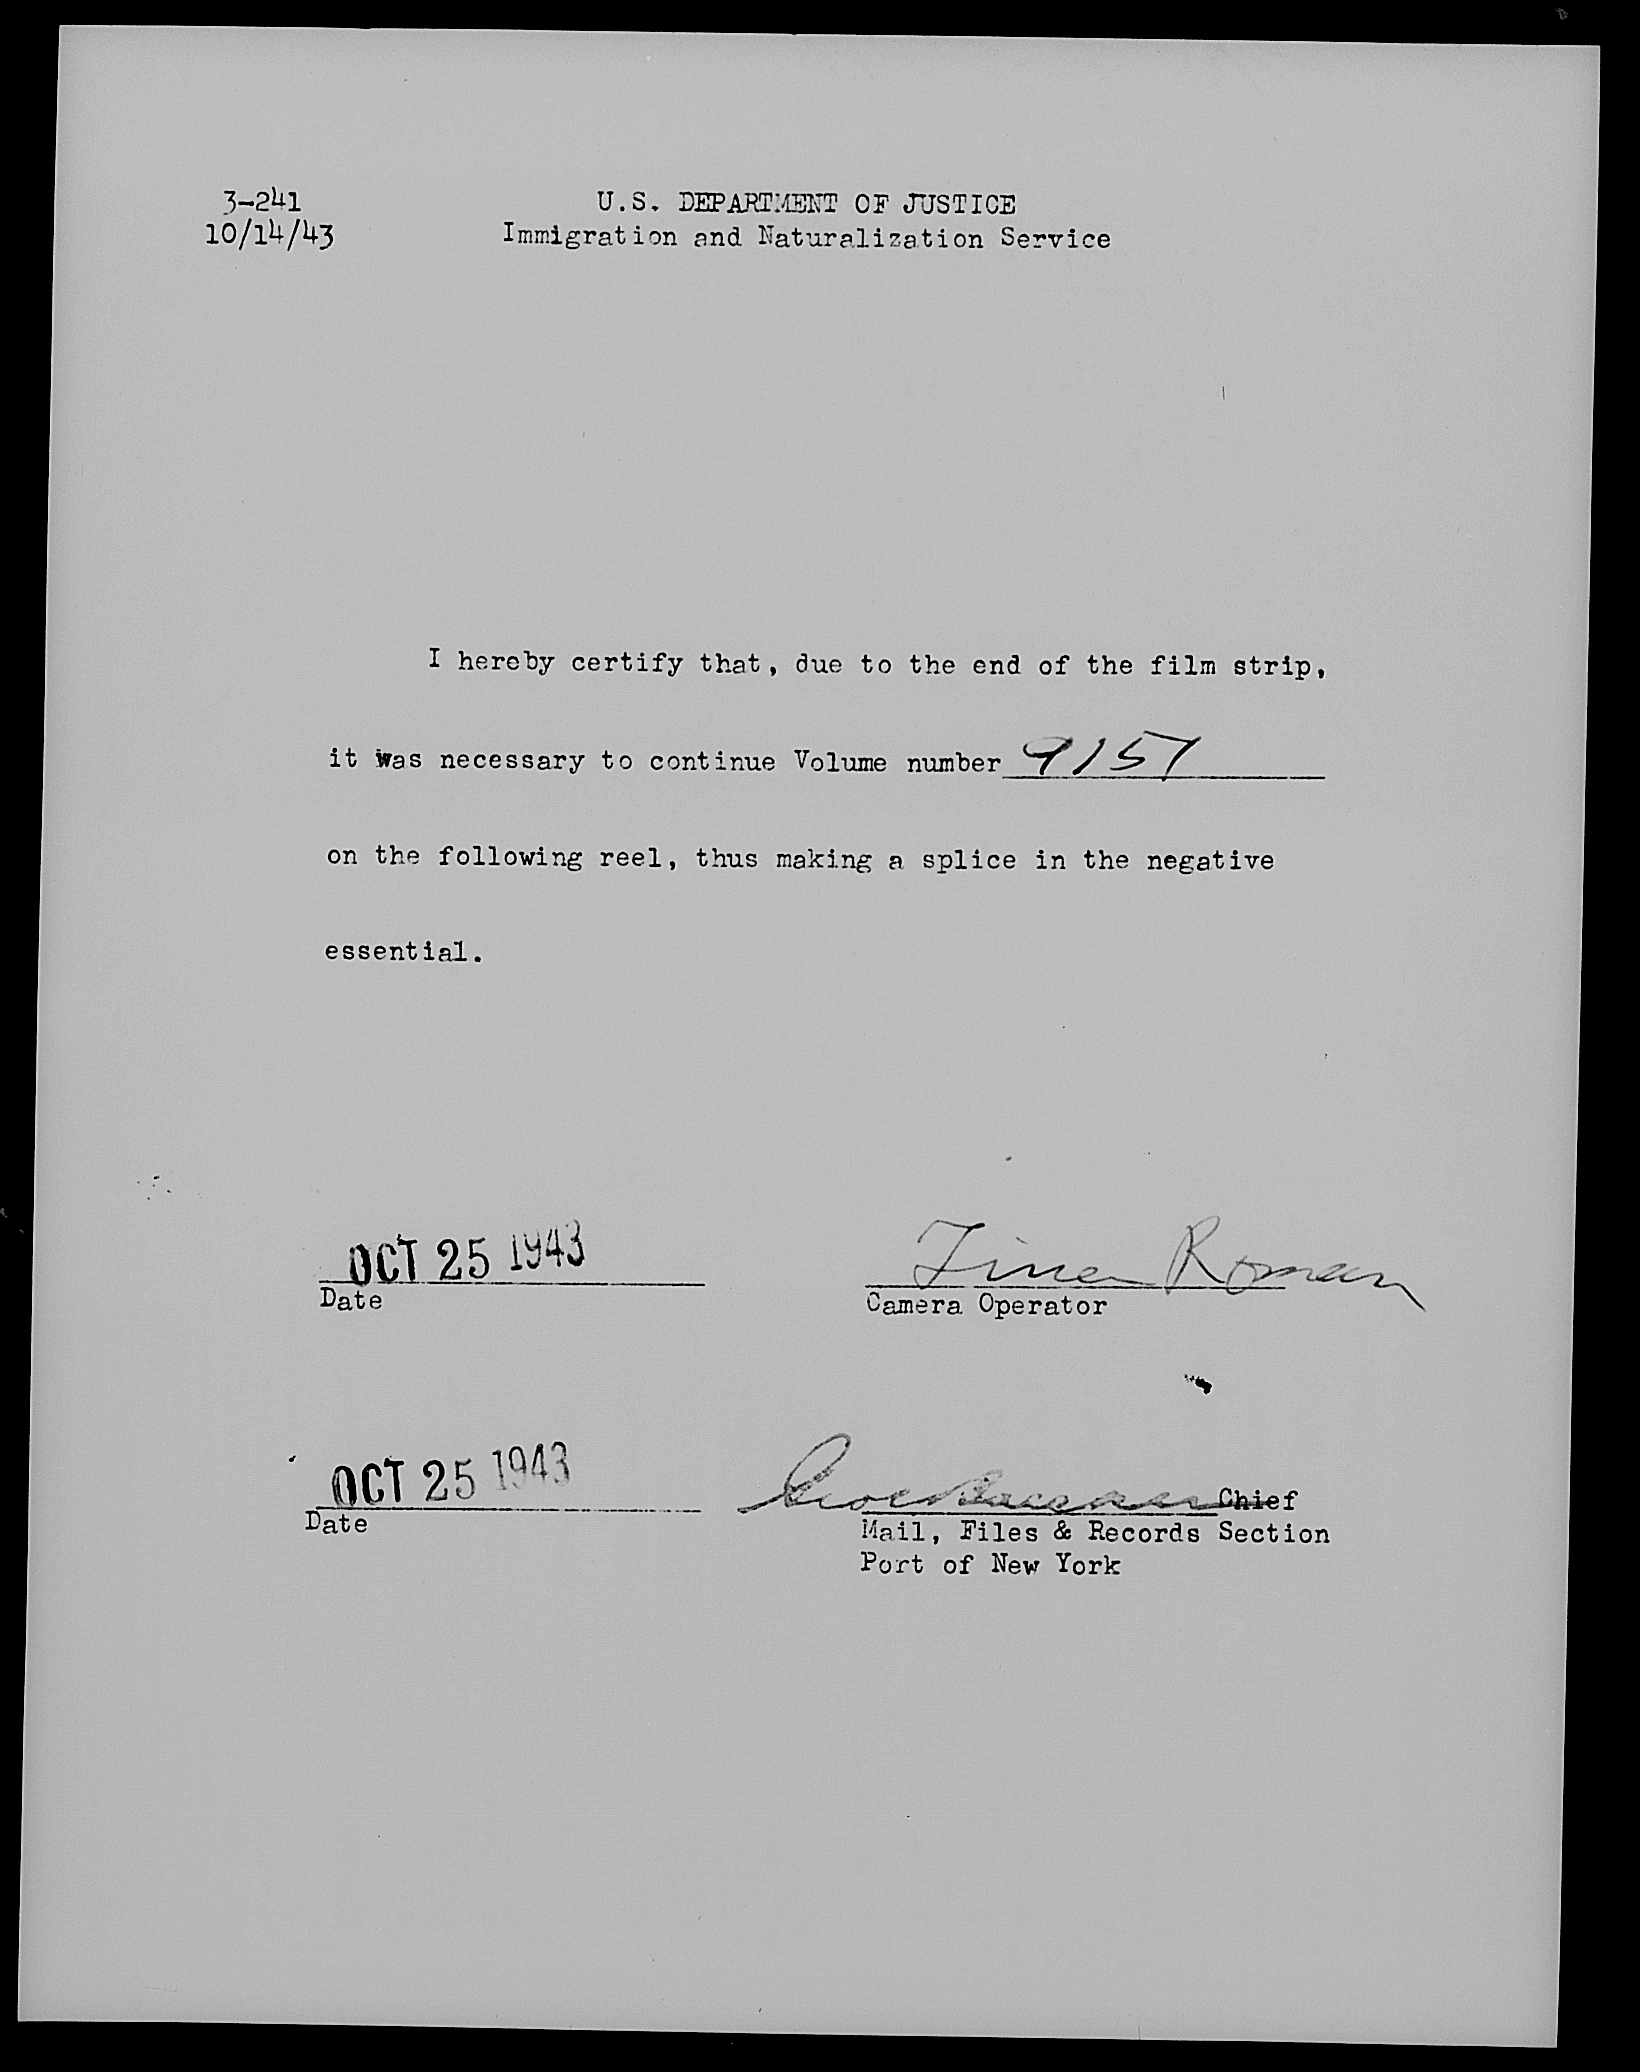 3-241
10/14/43
U.S. DEPARTMENT OF JUSTICE
Immigration and Naturalization Service
I hereby certify that, due to the end of the film strip,
it was necessary to continue Volume number 9157
on the following reel, thus making a splice in the negative
essential.
OCT 25 1943
Date
Tina Roman
Camera Operator
OCT 25 1943
Date
Chief
Mail, Files & Records Section
Port of New York